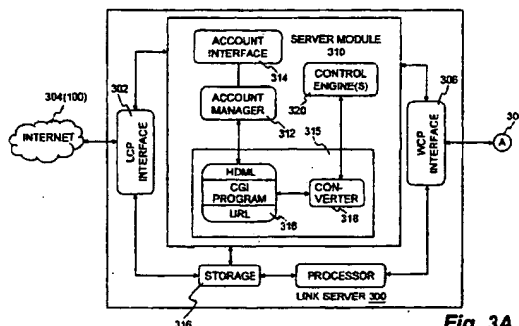 ACCOUNT
INTERFACE
314
SERVER MODULE
310
CONTROL
ENGINE(S)
320
304(100)
INTERNET
302
LCP
INTERFACE
ACCOUNT
MANAGER
312
306
WCP
INTERFACE
30
A
315
HDML
CGI
PROGRAM
URL
316
CON-
VERTER
318
STORAGE
316
PROCESSOR
LINK SERVER 300
Fig. 3A